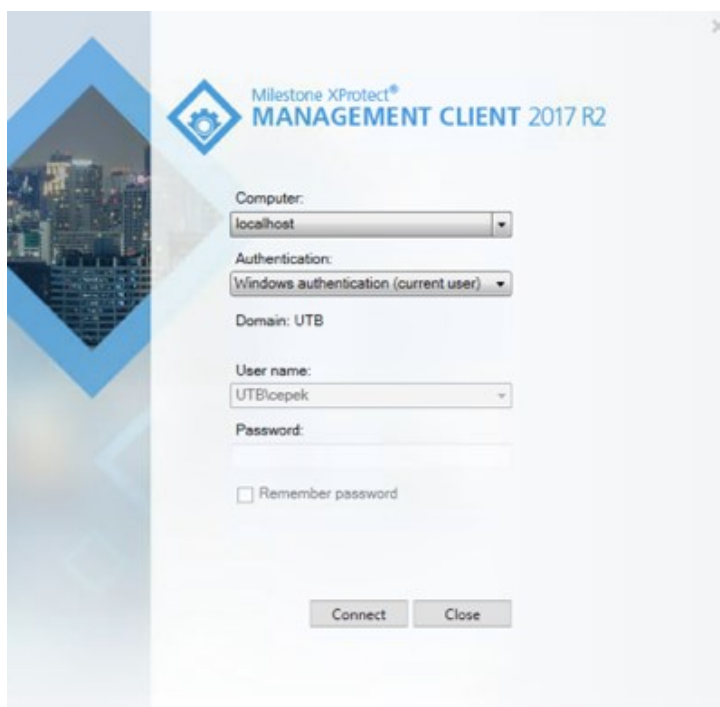 Milestone XProtect®
MANAGEMENT CLIENT 2017 R2
Computer:
localhost
Authentication:
Windows authentication (current user)
Domain: UTB
User name:
UTB\cepek
Password:
Remember password
Connect Close